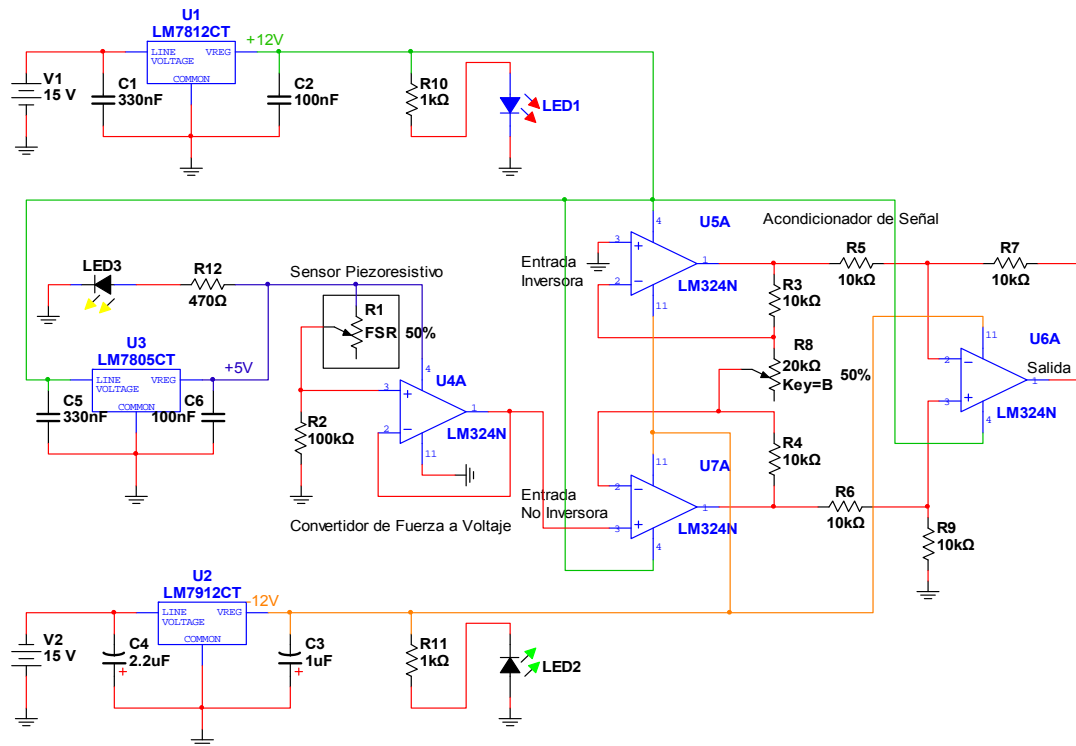 U1
LM7812CT
+12V
LINE VREG
VOLTAGE
COMMON
V1
15 V
C1
330nF
C2
100nF
R10
1kΩ
LED1
LED3
R12
470Ω
Sensor Piezoresistivo
R1
FSR 50%
U3
LM7805CT
+5V
LINE VREG
VOLTAGE
COMMON
C5
330nF
C6
100nF
R2
100kΩ
U4A
4
3
2
1
11
LM324N
Convertidor de Fuerza a Voltaje
Entrada
Inversora
U5A
4
3
2
1
11
LM324N
Acondicionador de Señal
R5
10kΩ
R7
10kΩ
R3
10kΩ
R8
20kΩ
Key=B
50%
R4
10kΩ
Entrada
No Inversora
U7A
11
2
3
1
4
LM324N
R6
10kΩ
R9
10kΩ
U6A
11
2
3
1
4
Salida
LM324N
U2
LM7912CT
-12V
LINE VREG
VOLTAGE
COMMON
V2
15 V
C4
2.2uF
+
C3
1uF
+
R11
1kΩ
LED2